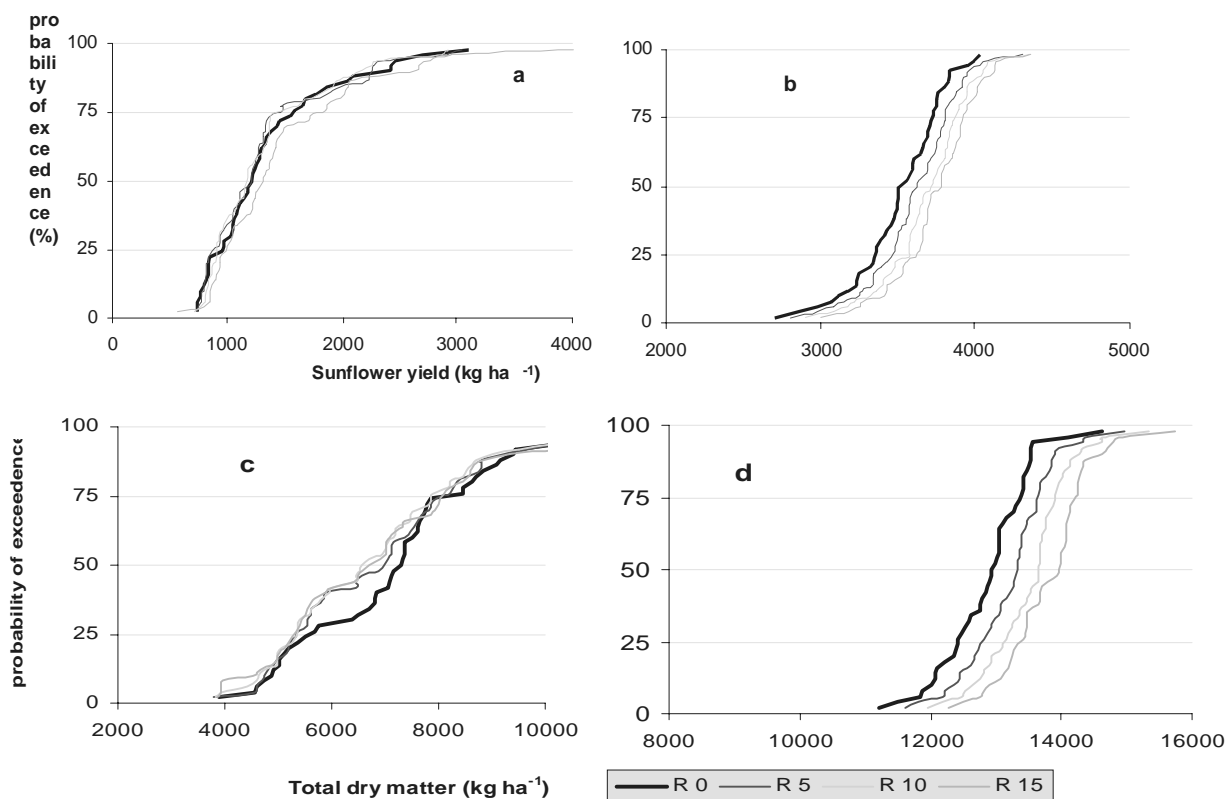 pro
ba
bili
ty
of
ex
ce
ed
en
ce
(%)
100
75
50
25
0
a
0 1000 2000 3000 4000
Sunflower yield (kg ha -1)
100
75
50
25
0
b
2000 3000 4000 5000
probability of exceedence
100
75
50
25
0
c
2000 4000 6000 8000 10000
Total dry matter (kg ha-1)
100
75
50
25
0
d
8000 10000 12000 14000 16000
R 0 R 5 R 10 R 15